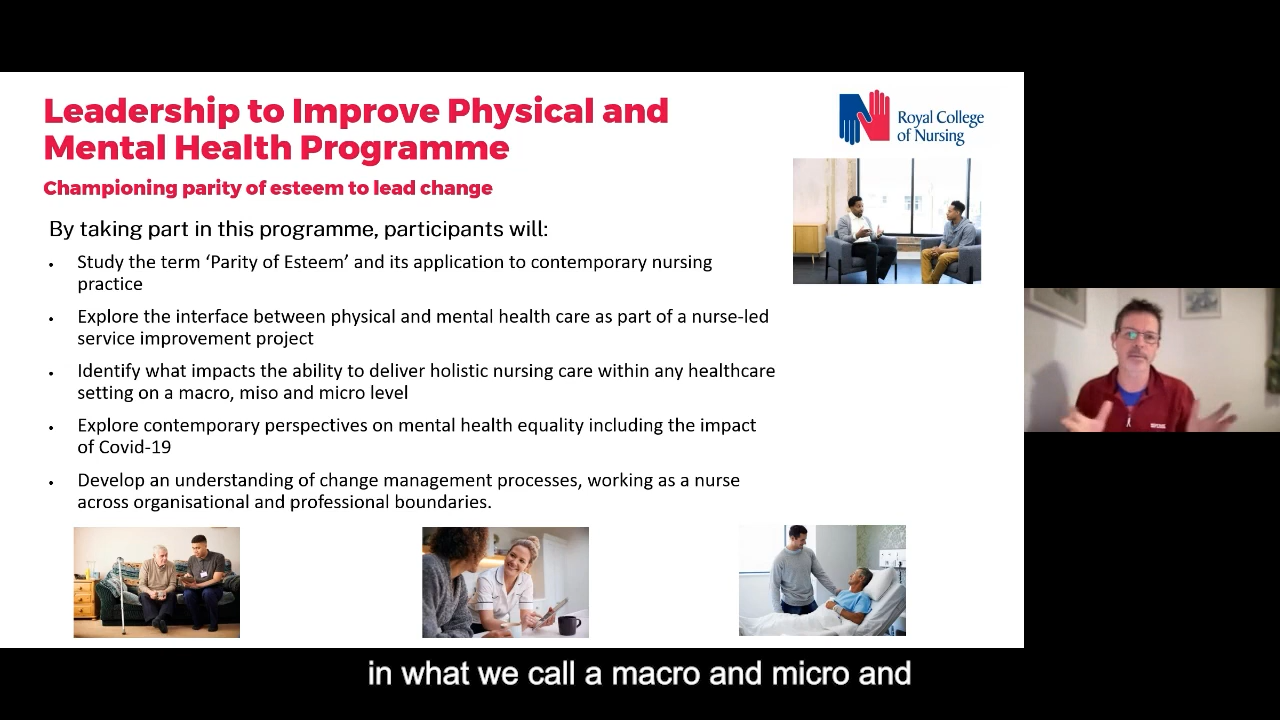 Leadership to Improve Physical and
Mental Health Programme
Royal College
of Nursing
Championing parity of esteem to lead change
By taking part in this programme, participants will:
• Study the term ‘Parity of Esteem’ and its application to contemporary nursing
practice
• Explore the interface between physical and mental health care as part of a nurse-led
service improvement project
• Identify what impacts the ability to deliver holistic nursing care within any healthcare
setting on a macro, miso and micro level
• Explore contemporary perspectives on mental health equality including the impact
of Covid-19
• Develop an understanding of change management processes, working as a nurse
across organisational and professional boundaries.
in what we call a macro and micro and